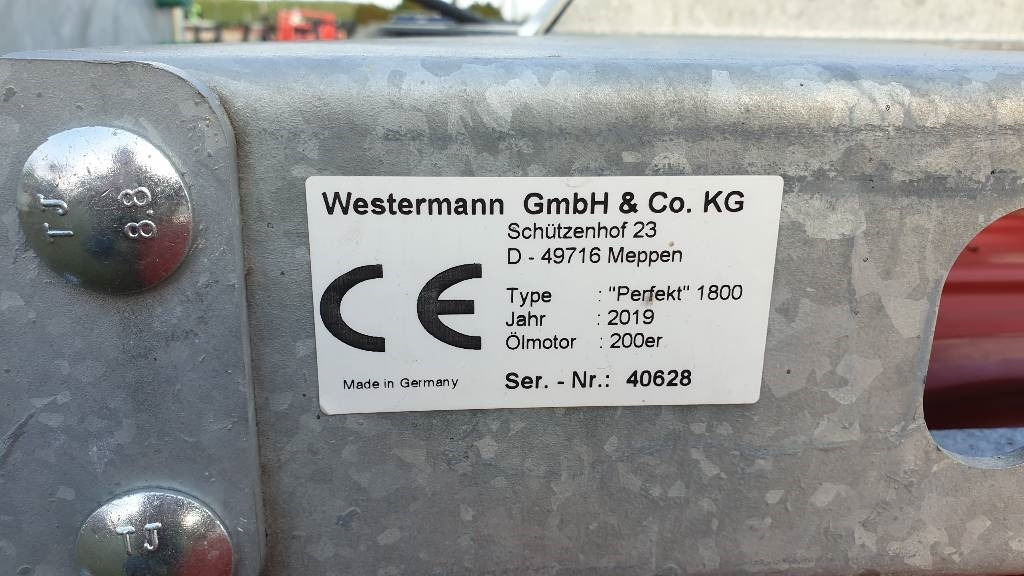 Westermann GmbH & Co. KG
Schützenhof 23
D - 49716 Meppen
CE
Type : "Perfekt" 1800
Jahr : 2019
Ölmotor : 200er
Made in Germany
Ser. - Nr.: 40628
TJ
8.8
TJ